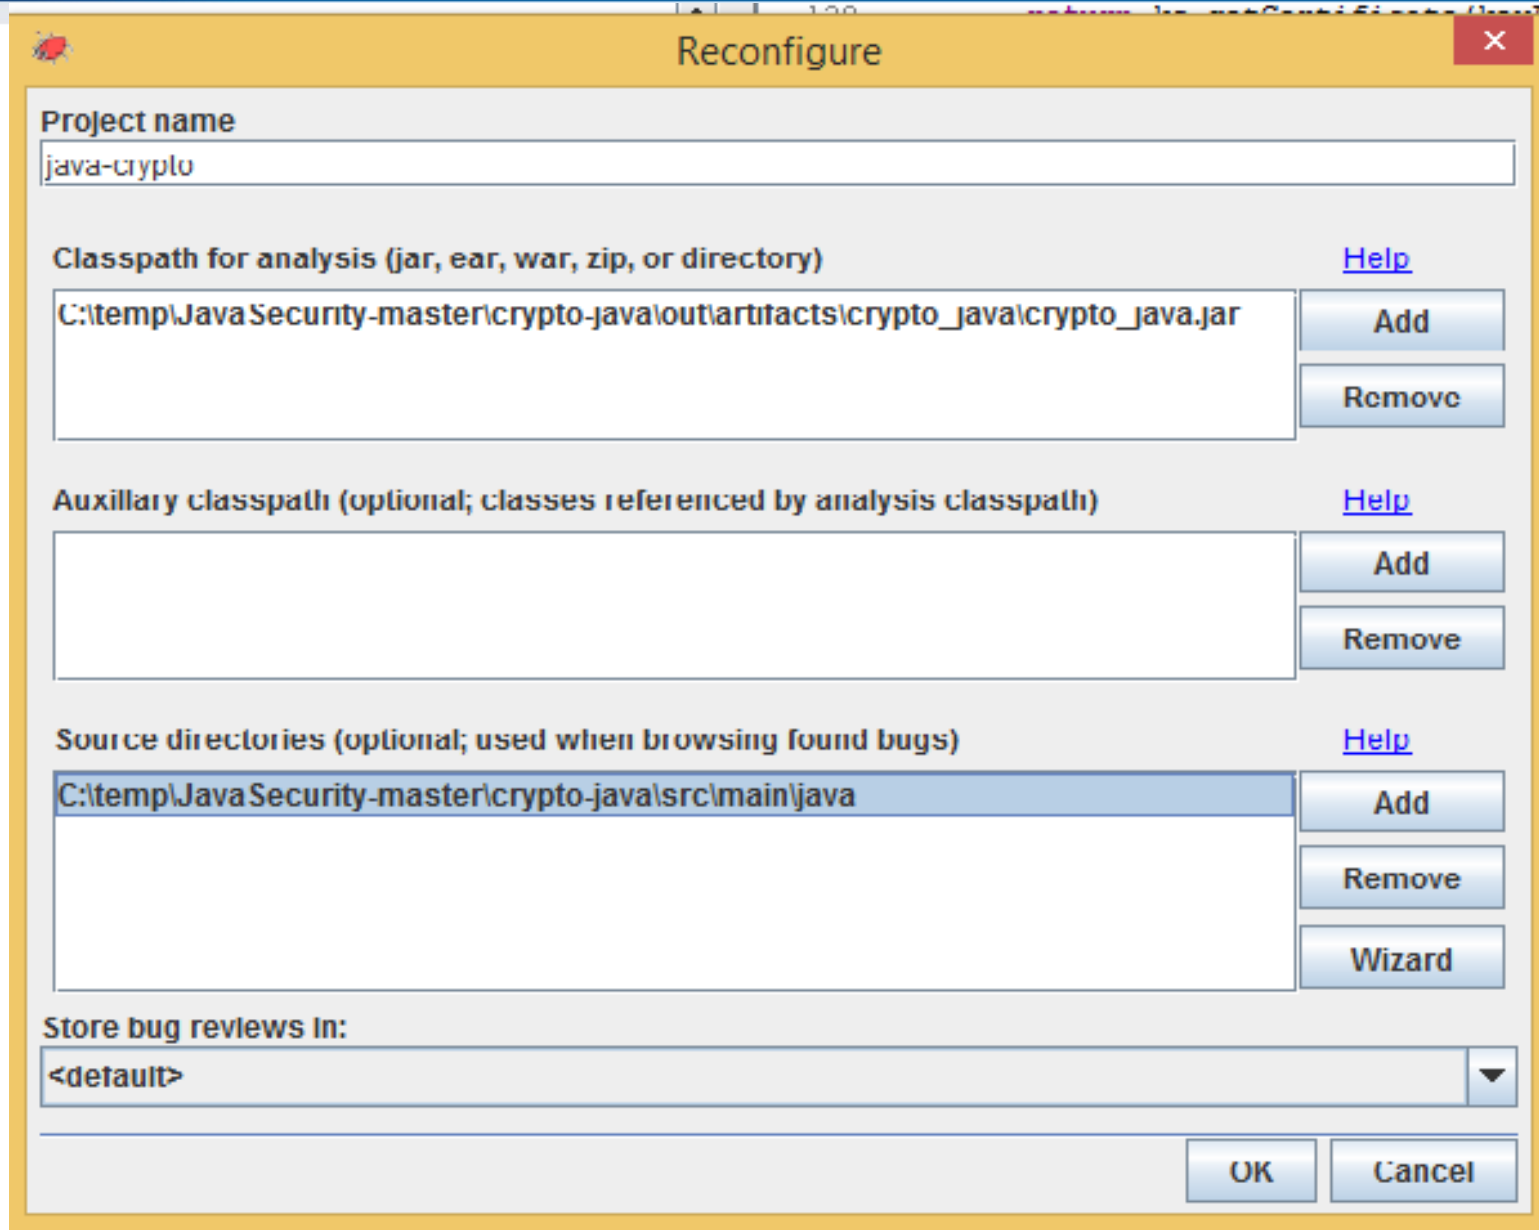 Reconfigure
Project name
java-crypto
Classpath for analysis (jar, ear, war, zip, or directory) Help
C:\temp\JavaSecurity-master\crypto-java\out\artifacts\crypto_java\crypto_java.jar
Add
Remove
Auxillary classpath (optional; classes referenced by analysis classpath) Help
Add
Remove
Source directories (optional; used when browsing found bugs) Help
C:\temp\JavaSecurity-master\crypto-java\src\main\java
Add
Remove
Wizard
Store bug reviews in:
<default>
OK Cancel